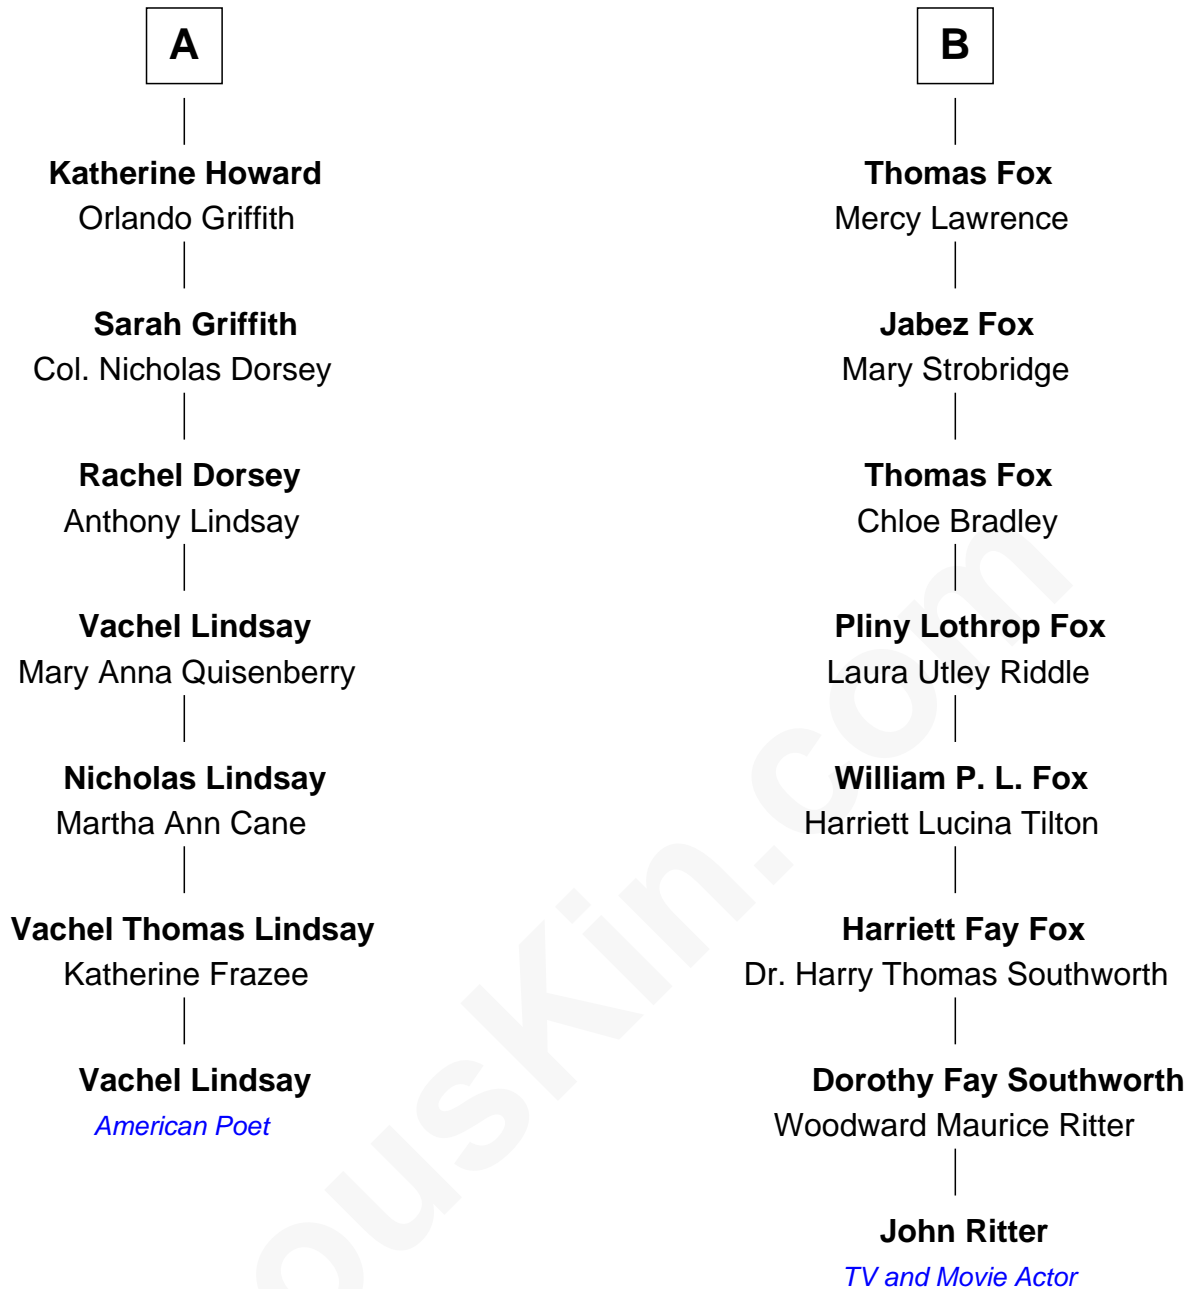 A
Katherine Howard
Orlando Griffith
Sarah Griffith
Col. Nicholas Dorsey
Rachel Dorsey
Anthony Lindsay
Vachel Lindsay
Mary Anna Quisenberry
Nicholas Lindsay
Martha Ann Cane
Vachel Thomas Lindsay
Katherine Frazee
Vachel Lindsay
American Poet
B
Thomas Fox
Mercy Lawrence
Jabez Fox
Mary Strobridge
Thomas Fox
Chloe Bradley
Pliny Lothrop Fox
Laura Utley Riddle
William P. L. Fox
Harriett Lucina Tilton
Harriett Fay Fox
Dr. Harry Thomas Southworth
Dorothy Fay Southworth
Woodward Maurice Ritter
John Ritter
TV and Movie Actor
ousKin.com